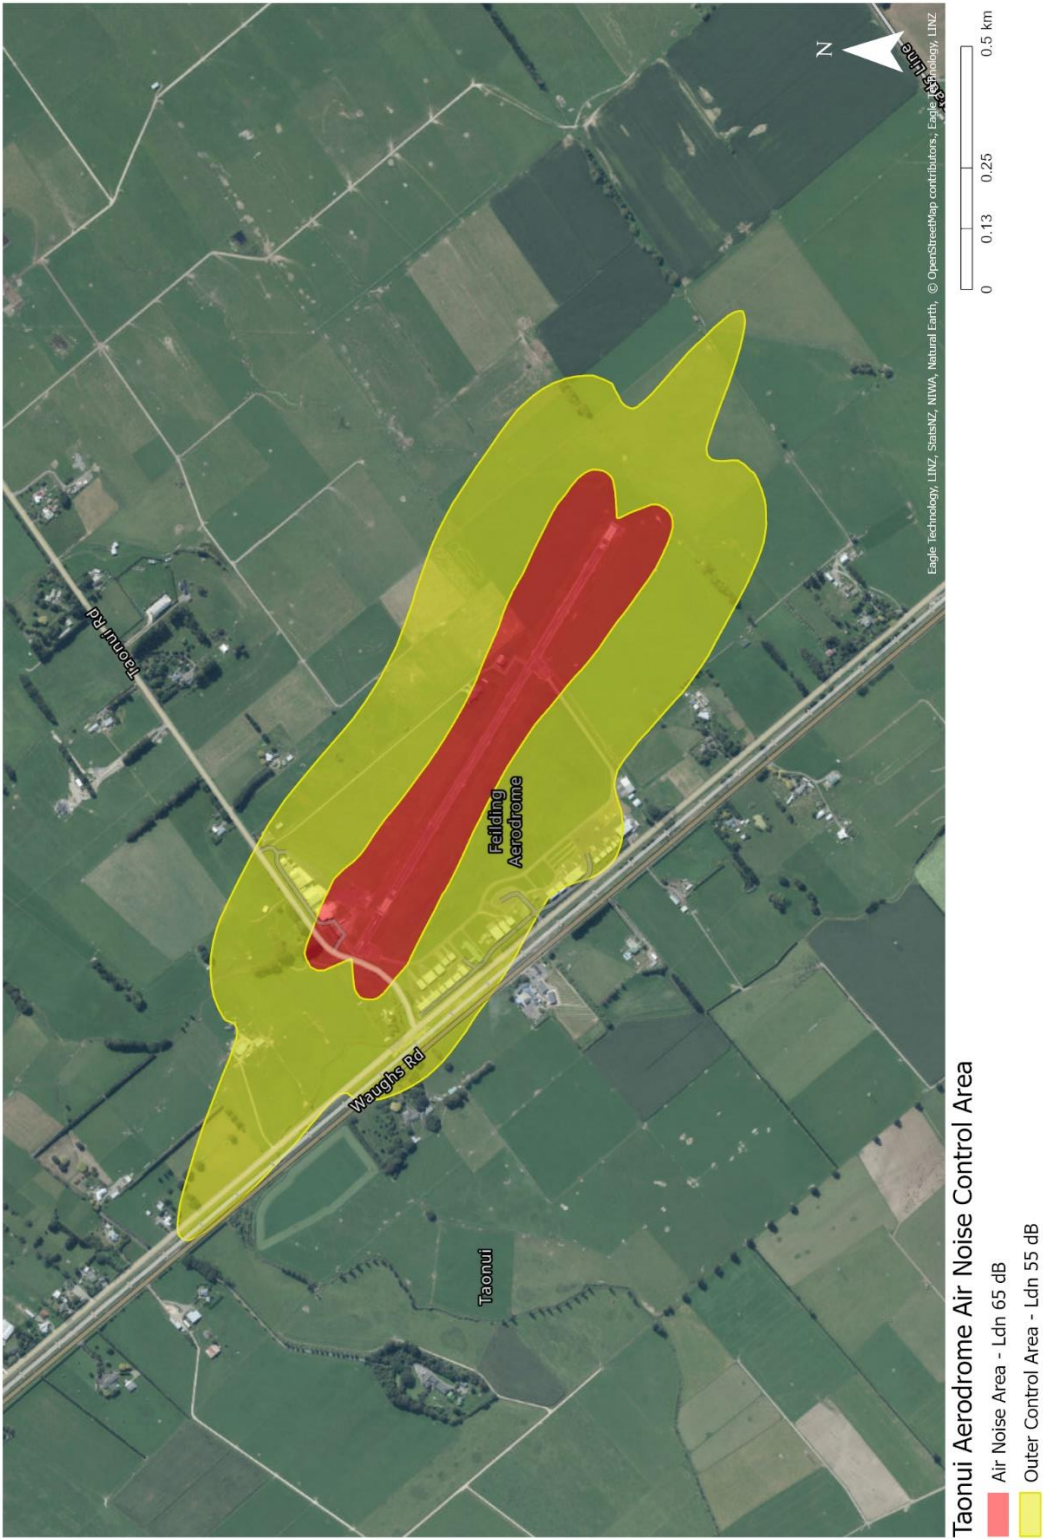 Taonui Rd
Feilding
Aerodrome
Waughs Rd
Taonui
N
Eagle Technology, LINZ, StatsNZ, NIWA, Natural Earth, © OpenStreetMap contributors., Eagle Technology, LINZ
0 0.13 0.25 0.5 km
Taonui Aerodrome Air Noise Control Area
Air Noise Area - Ldn 65 dB
Outer Control Area - Ldn 55 dB